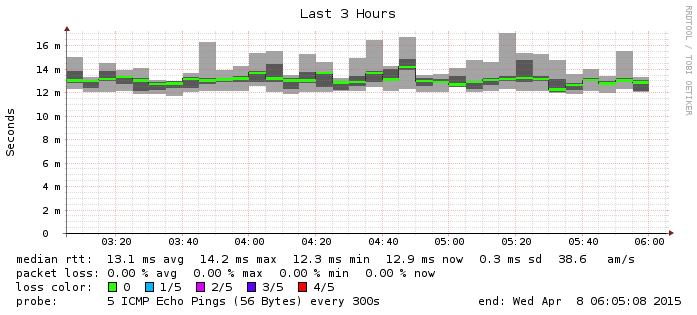 Last 3 Hours
RRDTOOL / TOBI OETIKER
Seconds
16 m
14 m
12 m
10 m
8 m
6 m
4 m
2 m
0
03:20 03:40 04:00 04:20 04:40 05:00 05:20 05:40 06:00
median rtt: 13.1 ms avg 14.2 ms max 12.3 ms min 12.9 ms now 0.3 ms sd 38.6 am/s
packet loss: 0.00 % avg 0.00 % max 0.00 % min 0.00 % now
loss color: 0 1/5 2/5 3/5 4/5
probe: 5 ICMP Echo Pings (56 Bytes) every 300s end: Wed Apr 8 06:05:08 2015